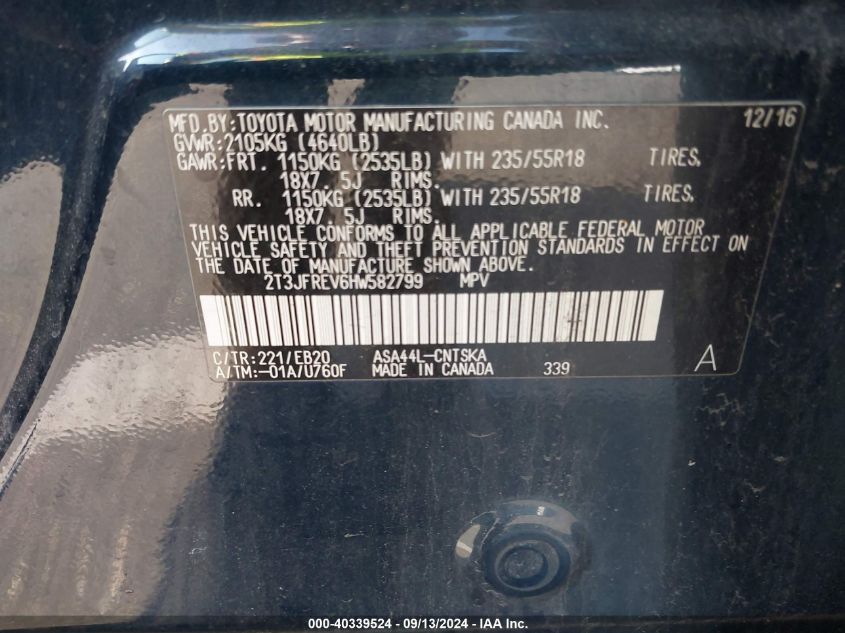 MFD.BY:TOYOTA MOTOR MANUFACTURING CANADA INC. 12/16
GVWR:2105KG (4640LB)
GAWR:FRT. 1150KG (2535LB) WITH 235/55R18 TIRES,
18X7. 5J RIMS.
RR. 1150KG (2535LB) WITH 235/55R18 TIRES,
18X7. 5J RIMS.
THIS VEHICLE CONFORMS TO ALL APPLICABLE FEDERAL MOTOR
VEHICLE SAFETY AND THEFT PREVENTION STANDARDS IN EFFECT ON
THE DATE OF MANUFACTURE SHOWN ABOVE.
2T3JFREV6HW582799 MPV
C/TR:221/EB20 ASA44L-CNTSKA
A/TM:-01A/U760F MADE IN CANADA 339 A
000-40339524 - 09/13/2024 - IAA Inc.